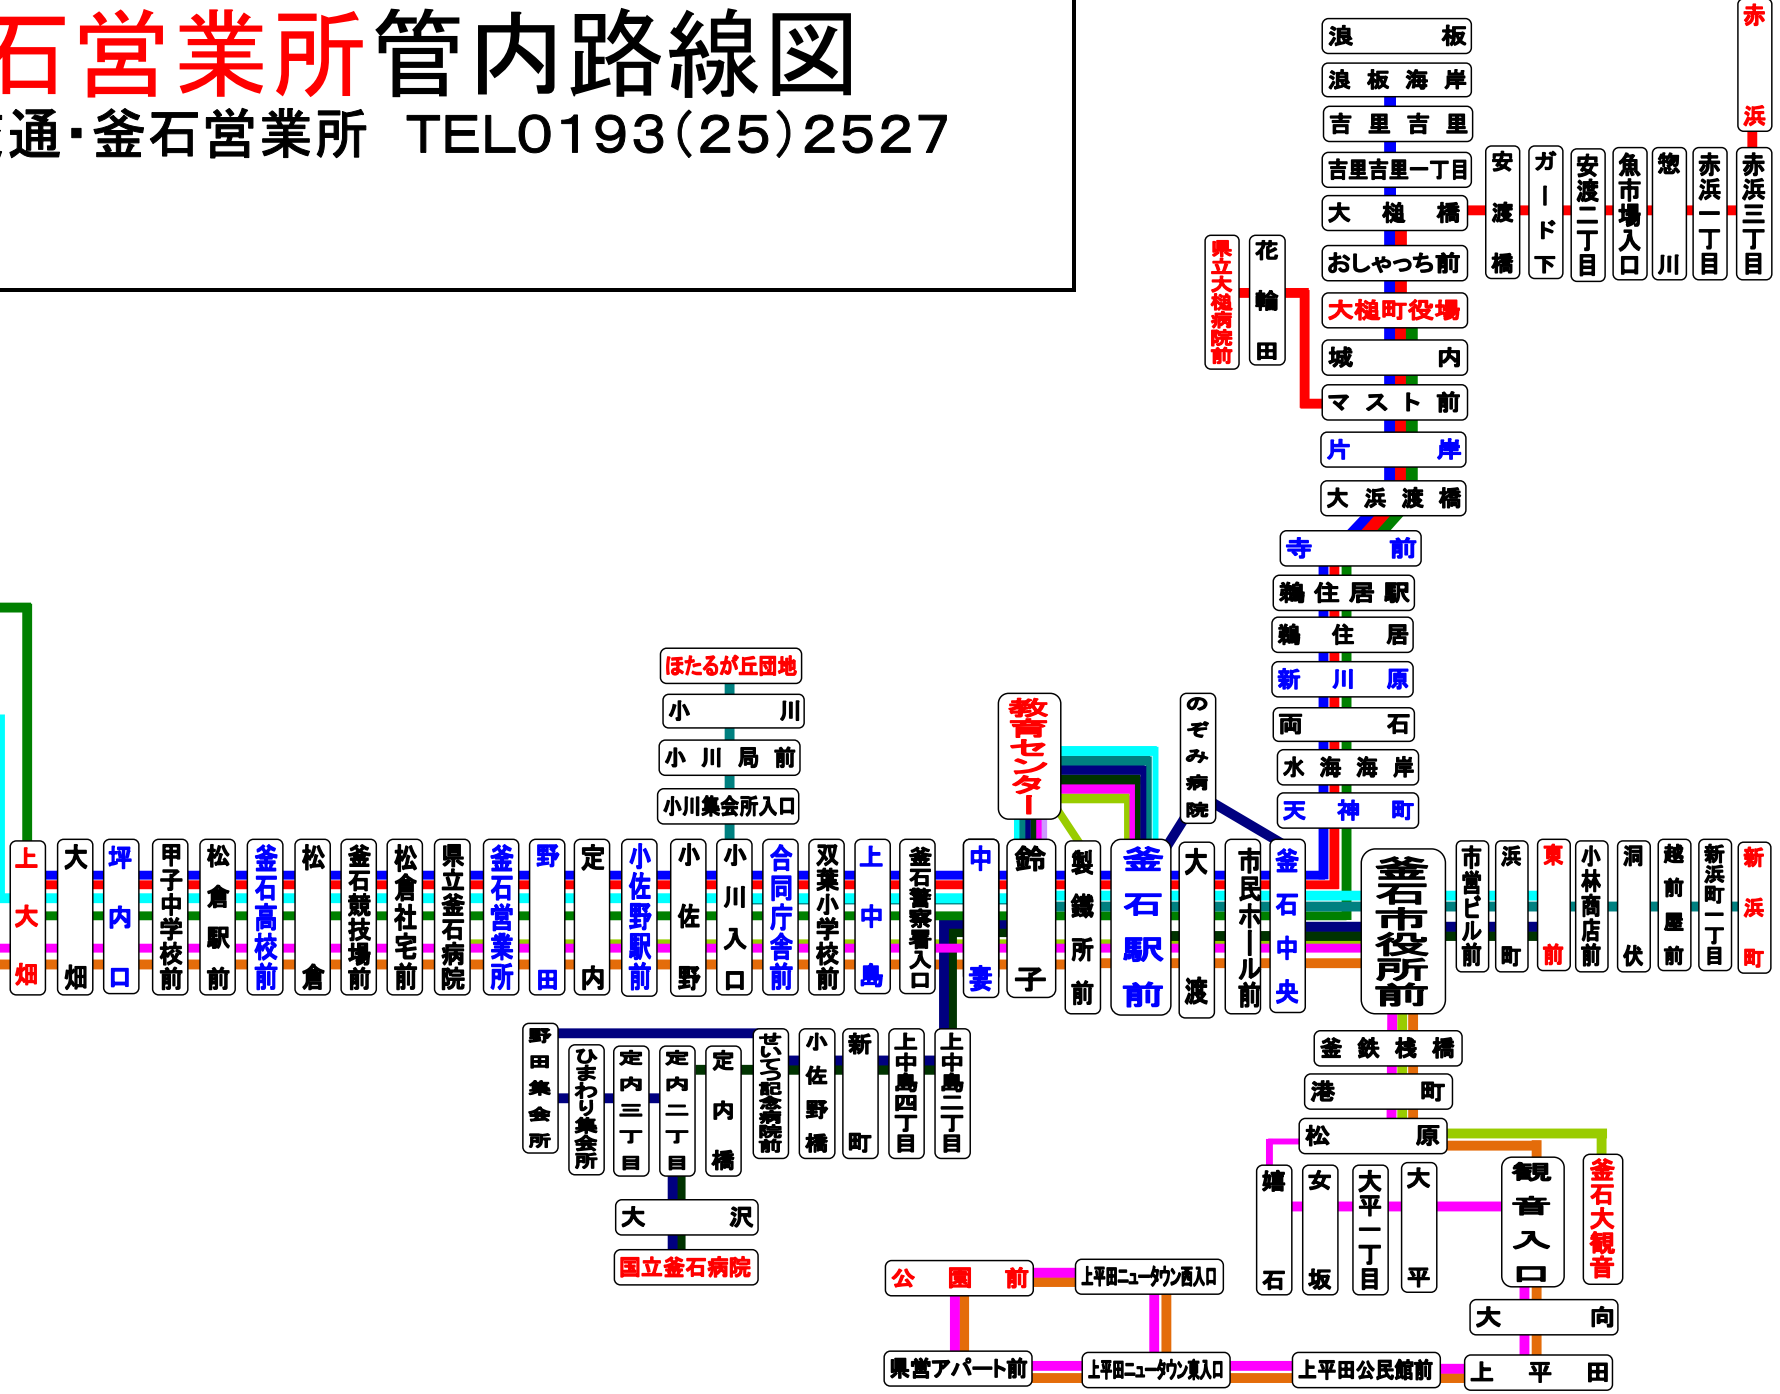 石営業所管内路線図
通・釜石営業所　TEL0193(25)2527
浪板
浪板海岸
吉里吉里
吉里吉里一丁目
大槌橋
おしゃっち前
大槌町役場
城内
マスト前
片岸
大浜渡橋
寺前
鵜住居駅
鵜住居
新川原
両石
水海海岸
天神町
赤浜
安渡橋
ガード下
安渡二丁目
魚市場入口
惣川
赤浜一丁目
赤浜三丁目
県立大槌病院前
花輪田
ほたるが丘団地
小川
小川局前
小川集会所入口
教育センター
のぞみ病院
上大畑
大畑
坪内口
甲子中学校前
松倉駅前
釜石高校前
松倉
釜石競技場前
松倉社宅前
県立釜石病院
釜石営業所
野田
定内
小佐野駅前
小佐野
小川入口
合同庁舎前
双葉小学校前
上中島
釜石警察署入口
中妻
鈴子
製鐵所前
釜石駅前
大渡
市民ホール前
釜石中央
釜石市役所前
市営ビル前
浜町
東前
小林商店前
洞伏
越前屋前
新浜町一丁目
新浜町
野田集会所
ひまわり集会所
定内三丁目
定内二丁目
定内橋
せいてつ記念病院前
小佐野橋
新町
上中島四丁目
上中島二丁目
大沢
国立釜石病院
釜鉄桟橋
港町
松原
嬉石
女坂
大平一丁目
大平
観音入口
釜石大観音
大向
上平田
上平田公民館前
上平田ニュータウン東入口
県営アパート前
公園前
上平田ニュータウン西入口